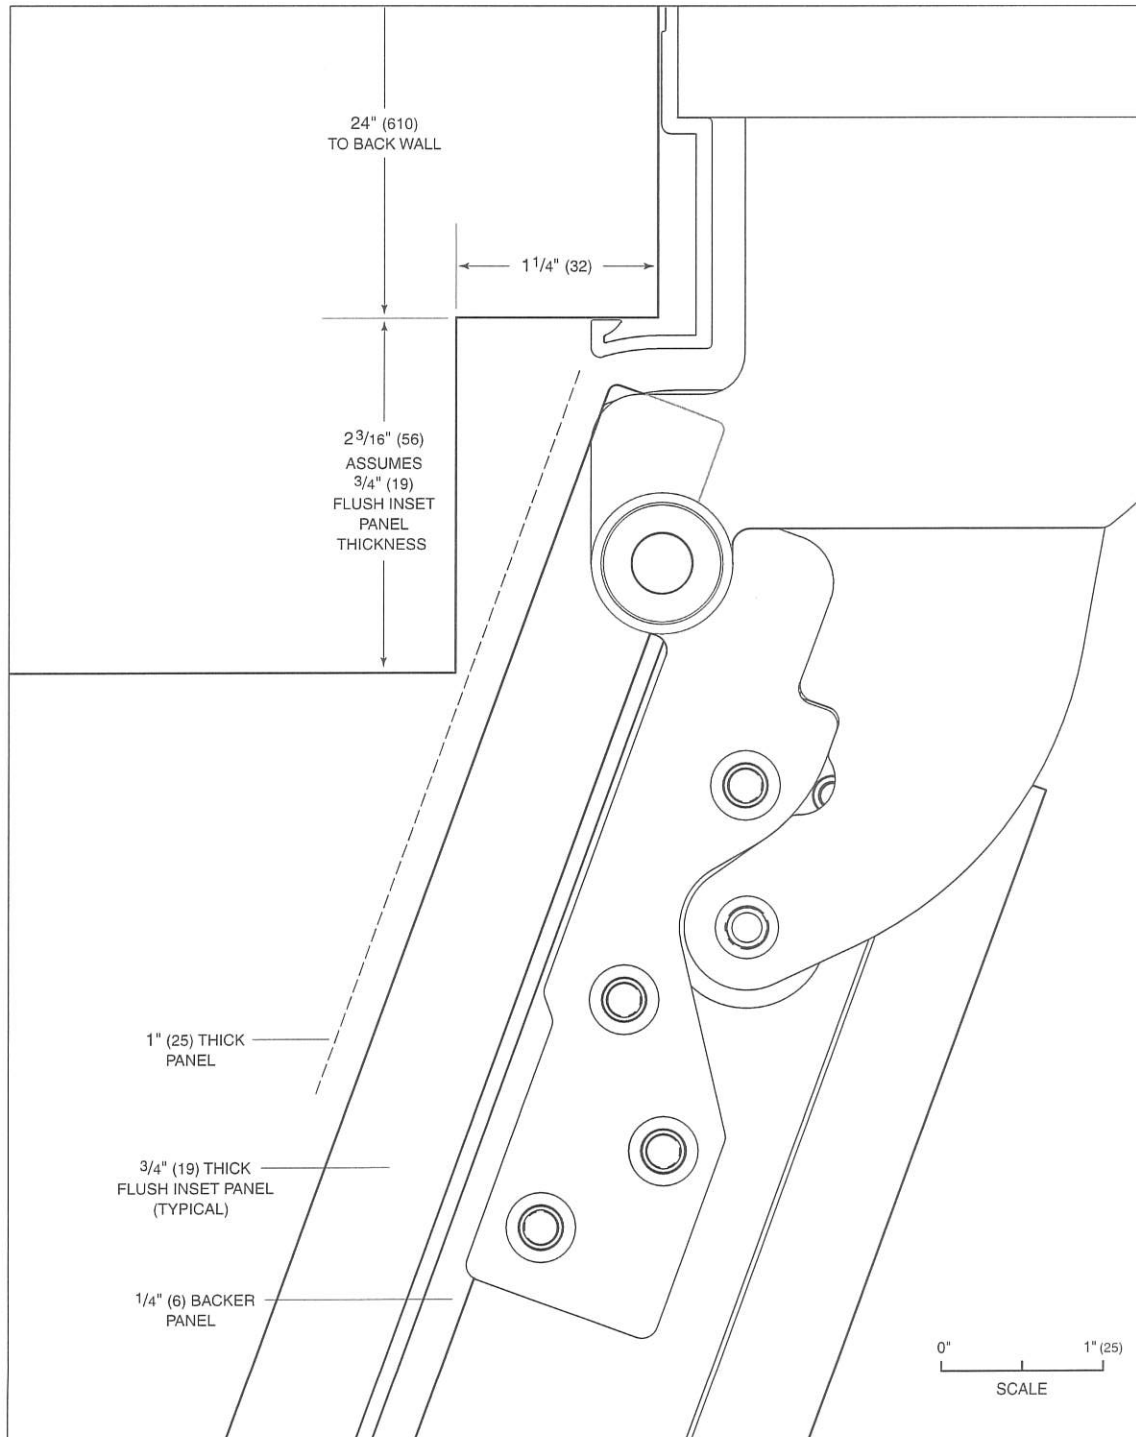 24" (610)
TO BACK WALL
1 1/4" (32)
2 3/16" (56)
ASSUMES
3/4" (19)
FLUSH INSET
PANEL
THICKNESS
1" (25) THICK
PANEL
3/4" (19) THICK
FLUSH INSET PANEL
(TYPICAL)
1/4" (6) BACKER
PANEL
0" 1" (25)
SCALE